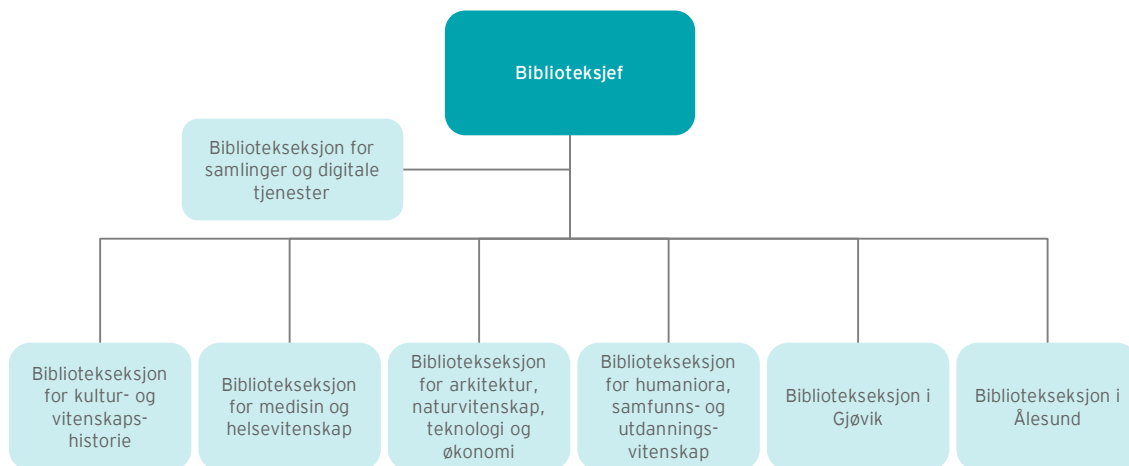 Biblioteksjef
Bibliotekseksjon for
samlinger og digitale
tjenester
Bibliotekseksjon
for kultur- og
vitenskaps-
historie
Bibliotekseksjon
for medisin og
helsevitenskap
Bibliotekseksjon
for arkitektur,
naturvitenskap,
teknologi og
økonomi
Bibliotekseksjon
for humaniora,
samfunns- og
utdannings-
vitenskap
Bibliotekseksjon i
Gjøvik
Bibliotekseksjon i
Ålesund